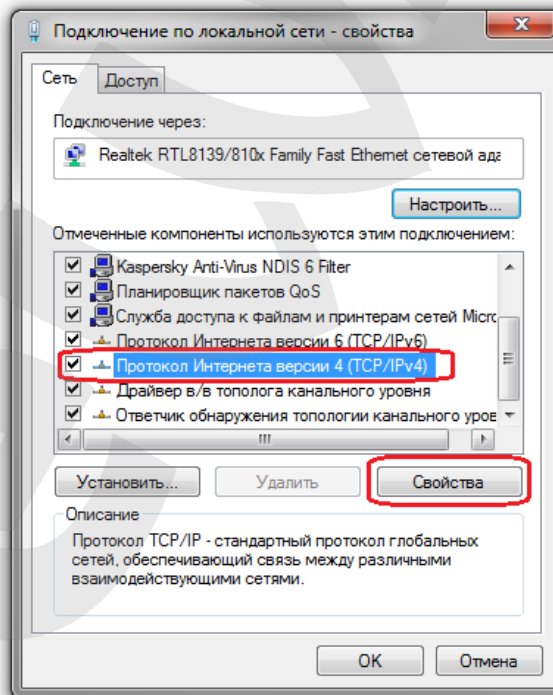 Подключение по локальной сети - свойства
Сеть
Доступ
Подключение через:
Realtek RTL8139/810x Family Fast Ethernet сетевой ада
Настроить...
Отмеченные компоненты используются этим подключением:
Kaspersky Anti-Virus NDIS 6 Filter
Планировщик пакетов QoS
Служба доступа к файлам и принтерам сетей Micro
Протокол Интернета версии 6 (TCP/IPv6)
Протокол Интернета версии 4 (TCP/IPv4)
Драйвер в/в тополога канального уровня
Ответчик обнаружения топологии канального уров
Установить...
Удалить
Свойства
Описание
Протокол TCP/IP - стандартный протокол глобальных
сетей, обеспечивающий связь между различными
взаимодействующими сетями.
OK
Отмена